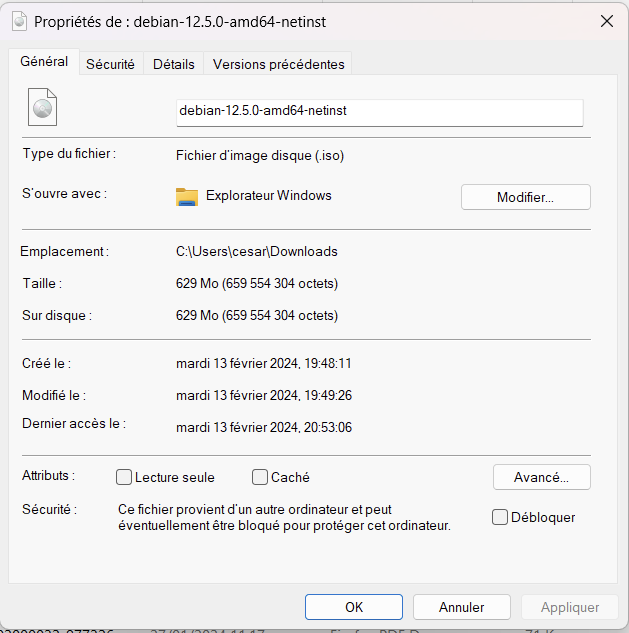 Propriétés de : debian-12.5.0-amd64-netinst
Général Sécurité Détails Versions précédentes
debian-12.5.0-amd64-netinst
Type du fichier : Fichier d'image disque (.iso)
S'ouvre avec : Explorateur Windows Modifier...
Emplacement : C:\Users\cesar\Downloads
Taille : 629 Mo (659 554 304 octets)
Sur disque : 629 Mo (659 554 304 octets)
Créé le : mardi 13 février 2024, 19:48:11
Modifié le : mardi 13 février 2024, 19:49:26
Dernier accès le : mardi 13 février 2024, 20:53:06
Attributs : Lecture seule Caché Avancé...
Sécurité : Ce fichier provient d'un autre ordinateur et peut
éventuellement être bloqué pour protéger cet ordinateur. Débloquer
OK Annuler Appliquer